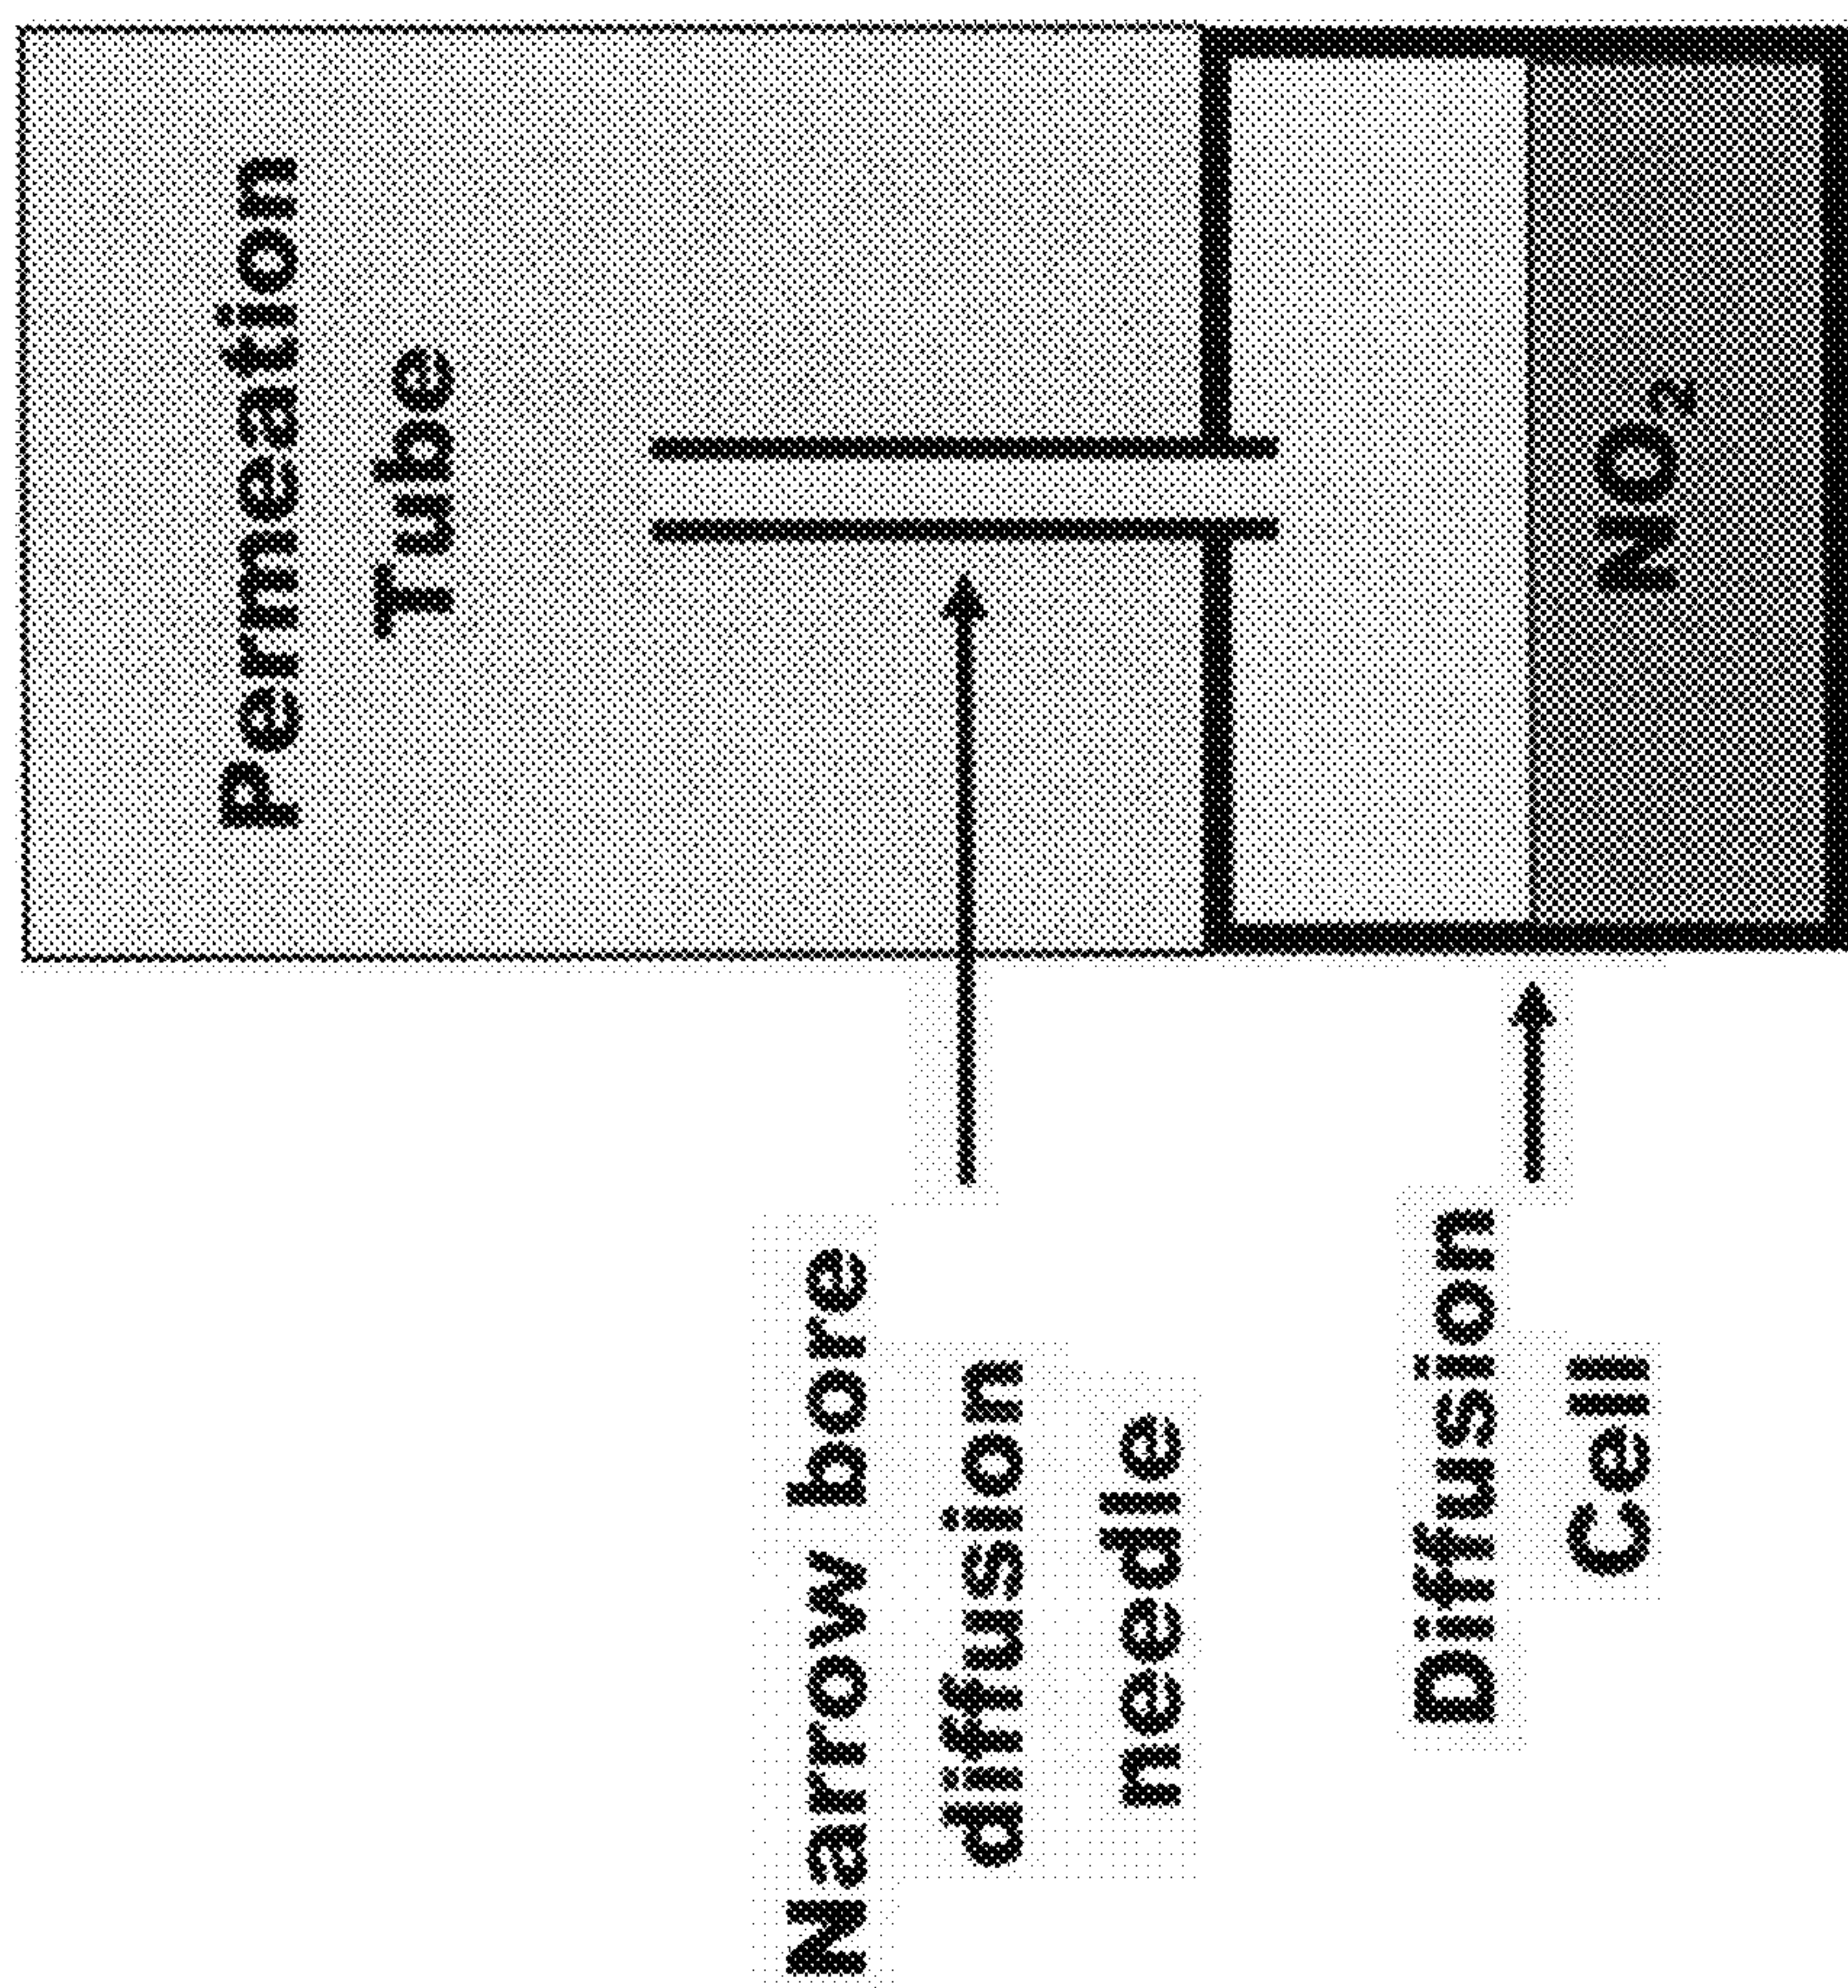 Permeation
Tube
Narrow bore
diffusion
needle
Diffusion
Cell
NO₂